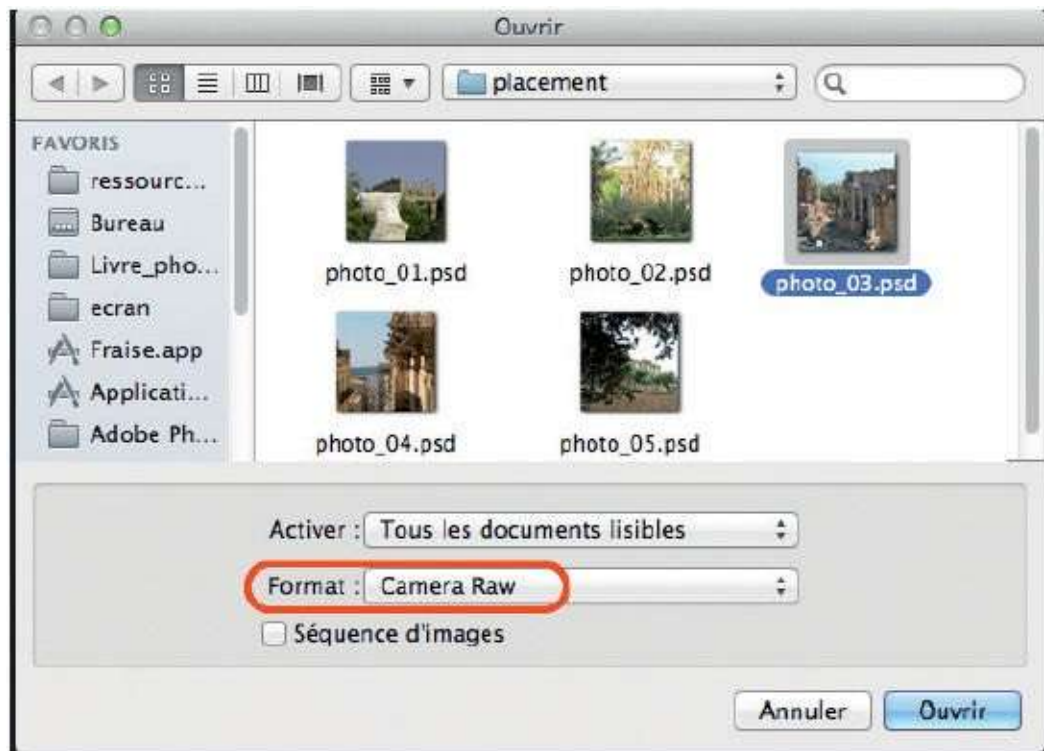 Ouvrir
placement
FAVORIS
ressourc...
Bureau
Livre_pho...
ecran
Fraise.app
Applicati...
Adobe Ph...
photo_01.psd
photo_02.psd
photo_03.psd
photo_04.psd
photo_05.psd
Activer : Tous les documents lisibles
Format : Camera Raw
Séquence d'images
Annuler
Ouvrir